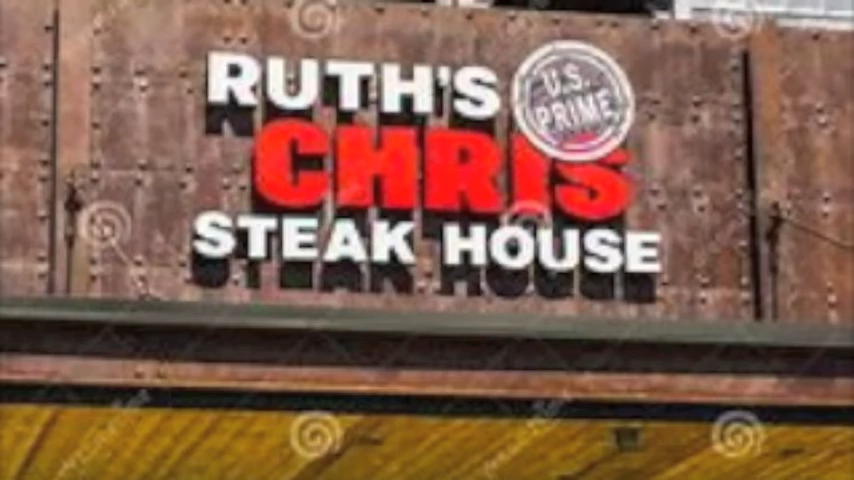 RUTH'S
U.S.
PRIME
CHRIS
STEAK HOUSE